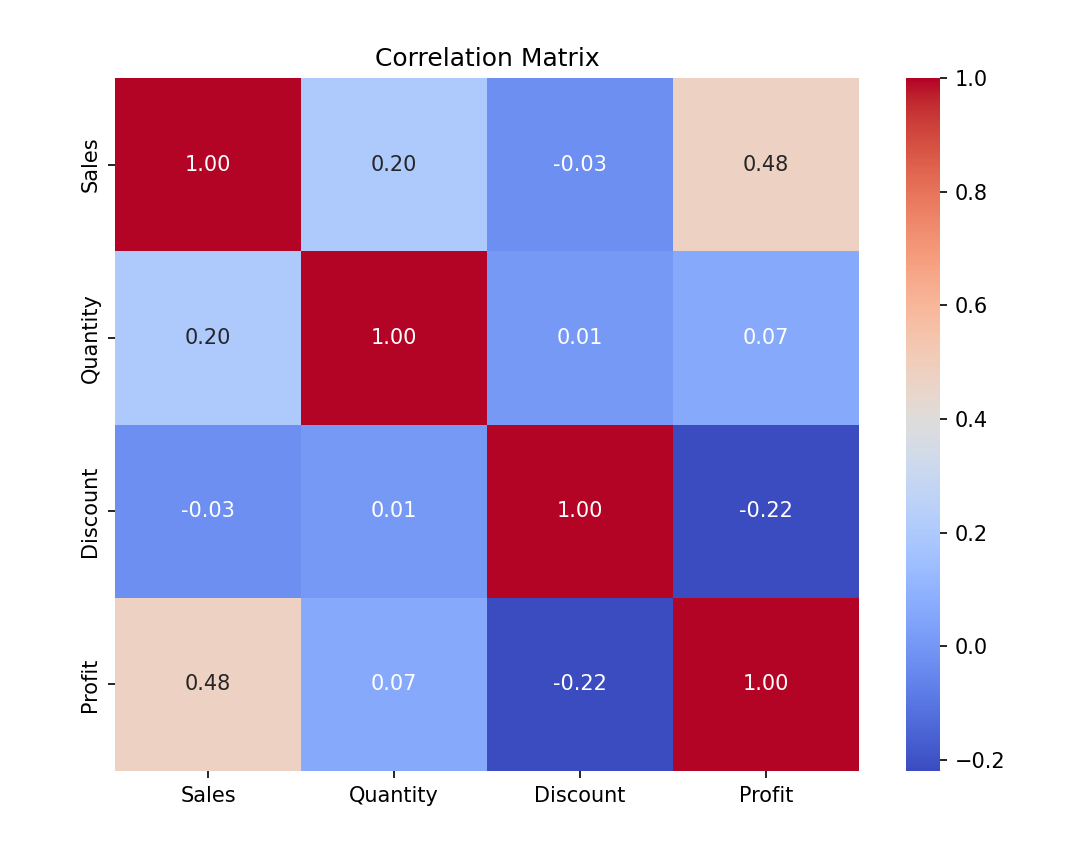 Correlation Matrix
Sales 1.00 0.20 -0.03 0.48
Quantity 0.20 1.00 0.01 0.07
Discount -0.03 0.01 1.00 -0.22
Profit 0.48 0.07 -0.22 1.00
Sales Quantity Discount Profit
1.0
0.8
0.6
0.4
0.2
0.0
−0.2